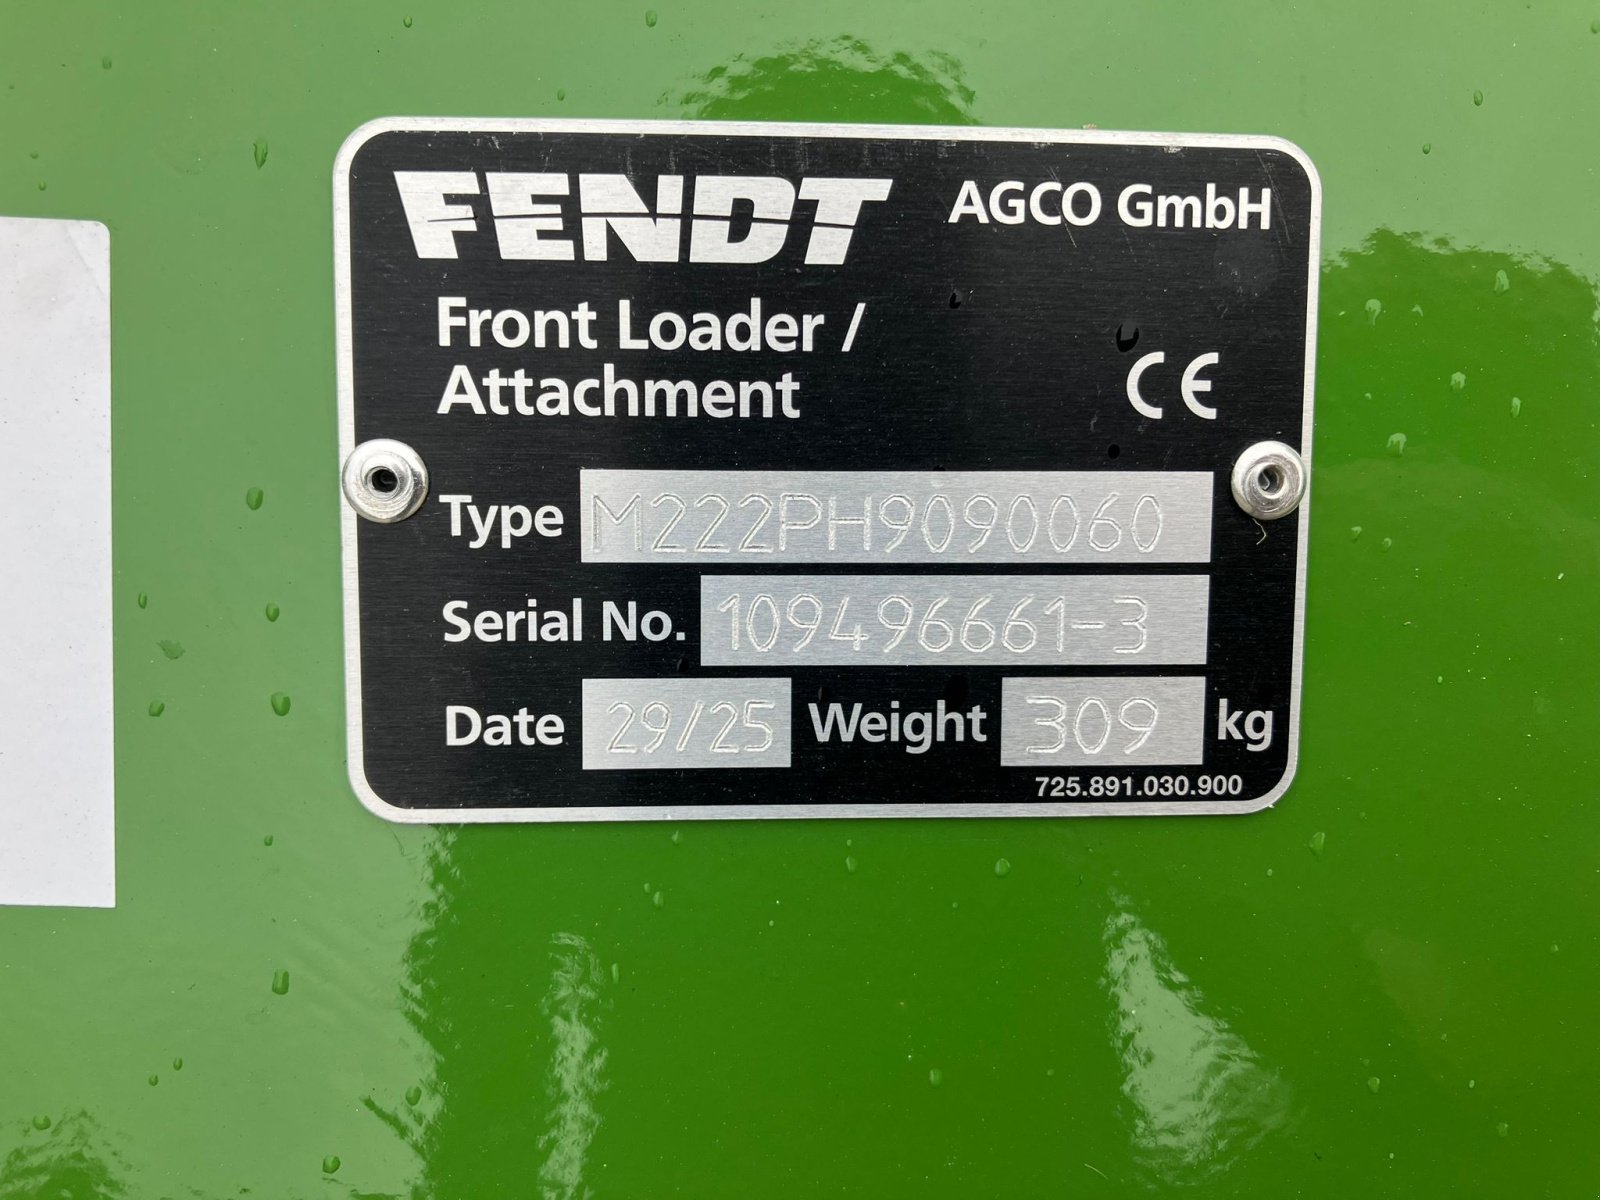 FENDT AGCO GmbH
Front Loader /
Attachment
CE
Type M222PH9090060
Serial No. 109496661-3
Date 29/25 Weight 309 kg
725.891.030.900